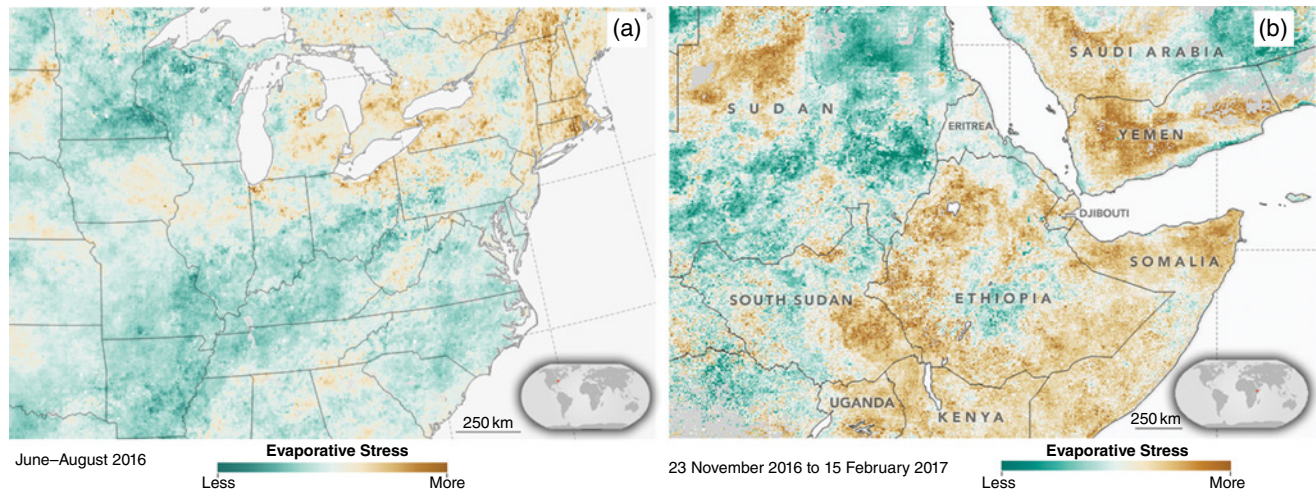 (a)
250 km
June–August 2016
Evaporative Stress
Less
More
(b)
SAUDI ARABIA
SUDAN
ERITREA
YEMEN
DJIBOUTI
SOMALIA
SOUTH SUDAN
ETHIOPIA
UGANDA
KENYA
250 km
23 November 2016 to 15 February 2017
Evaporative Stress
Less
More